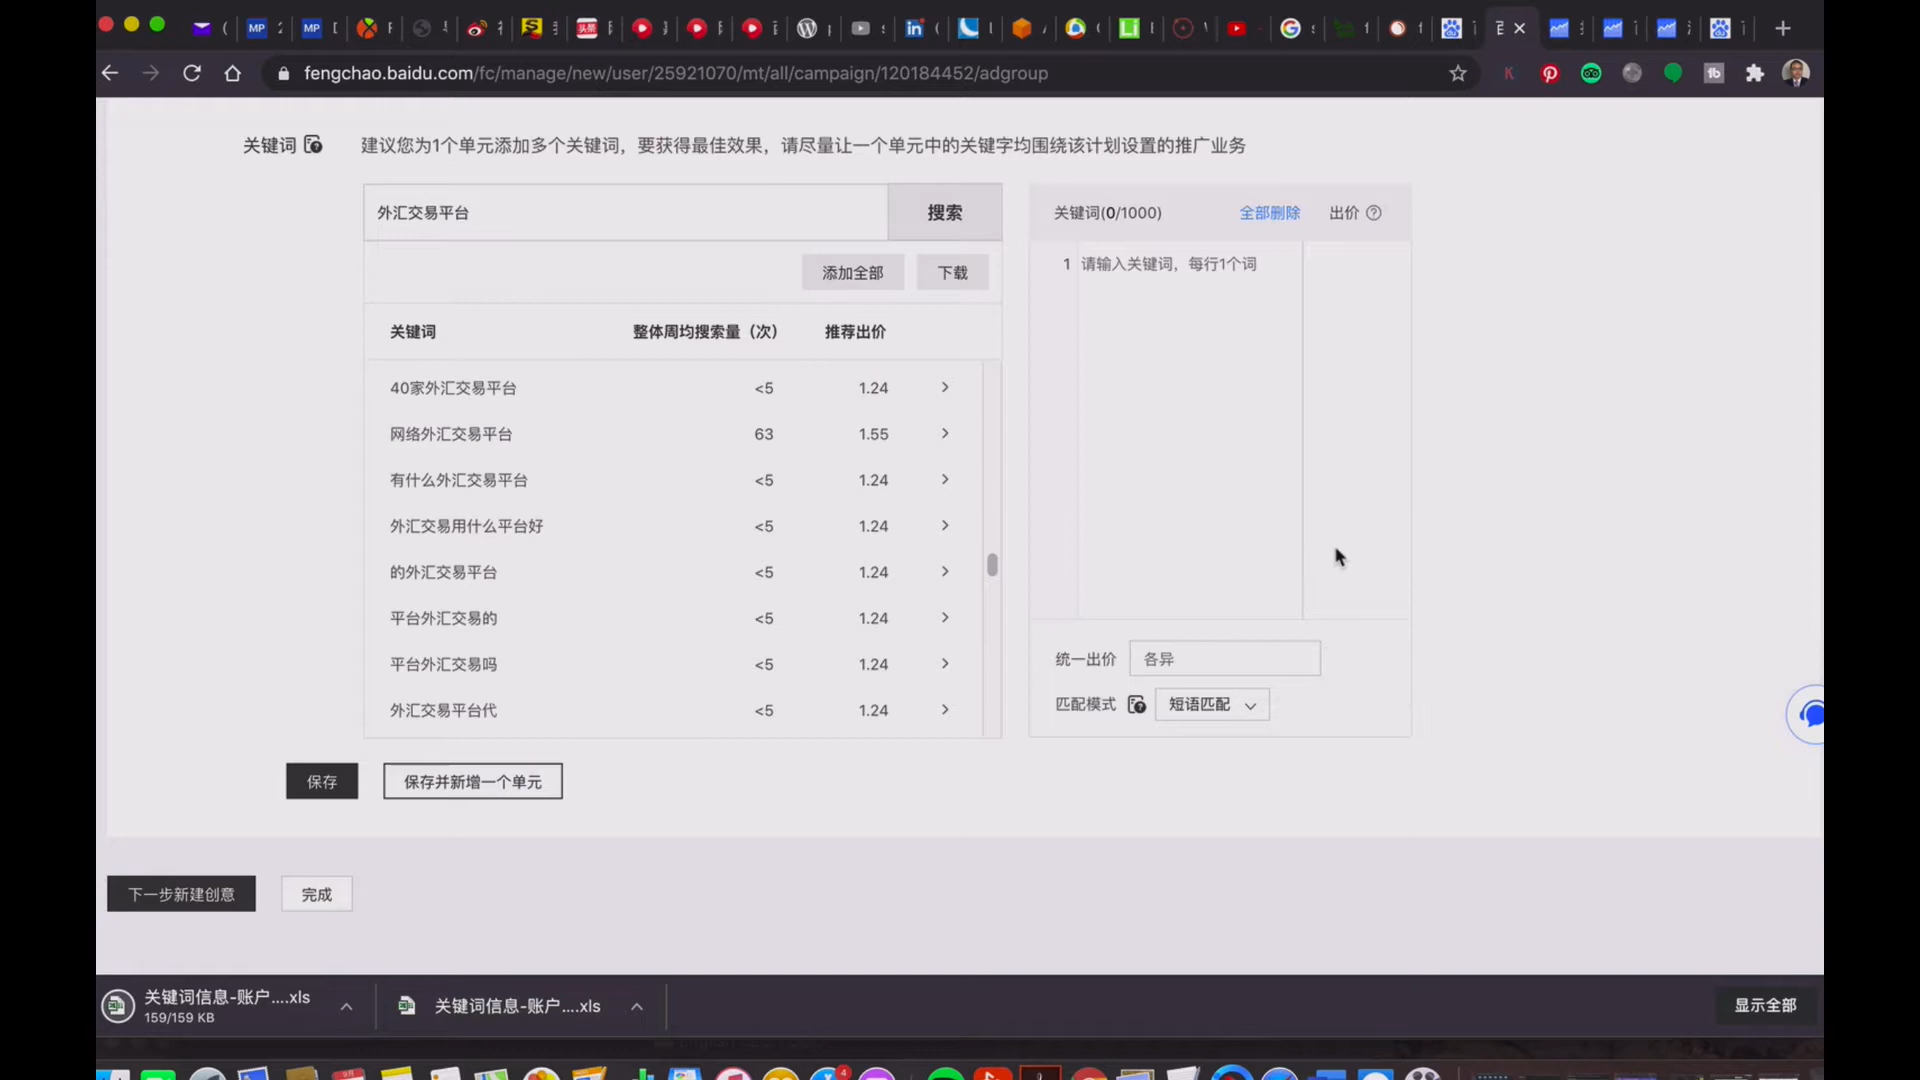 fengchao.baidu.com/fc/manage/new/user/25921070/mt/all/campaign/120184452/adgroup
关键词 建议您为1个单元添加多个关键词，要获得最佳效果，请尽量让一个单元中的关键字均围绕该计划设置的推广业务
外汇交易平台 搜索
关键词(0/1000) 全部删除 出价
添加全部 下载
1 请输入关键词，每行1个词
关键词 整体周均搜索量（次） 推荐出价
40家外汇交易平台 <5 1.24
网络外汇交易平台 63 1.55
有什么外汇交易平台 <5 1.24
外汇交易用什么平台好 <5 1.24
的外汇交易平台 <5 1.24
平台外汇交易的 <5 1.24
平台外汇交易吗 <5 1.24
外汇交易平台代 <5 1.24
统一出价 各异
匹配模式 短语匹配
保存 保存并新增一个单元
下一步新建创意 完成
关键词信息-账户....xls
159/159 KB
关键词信息-账户....xls
显示全部